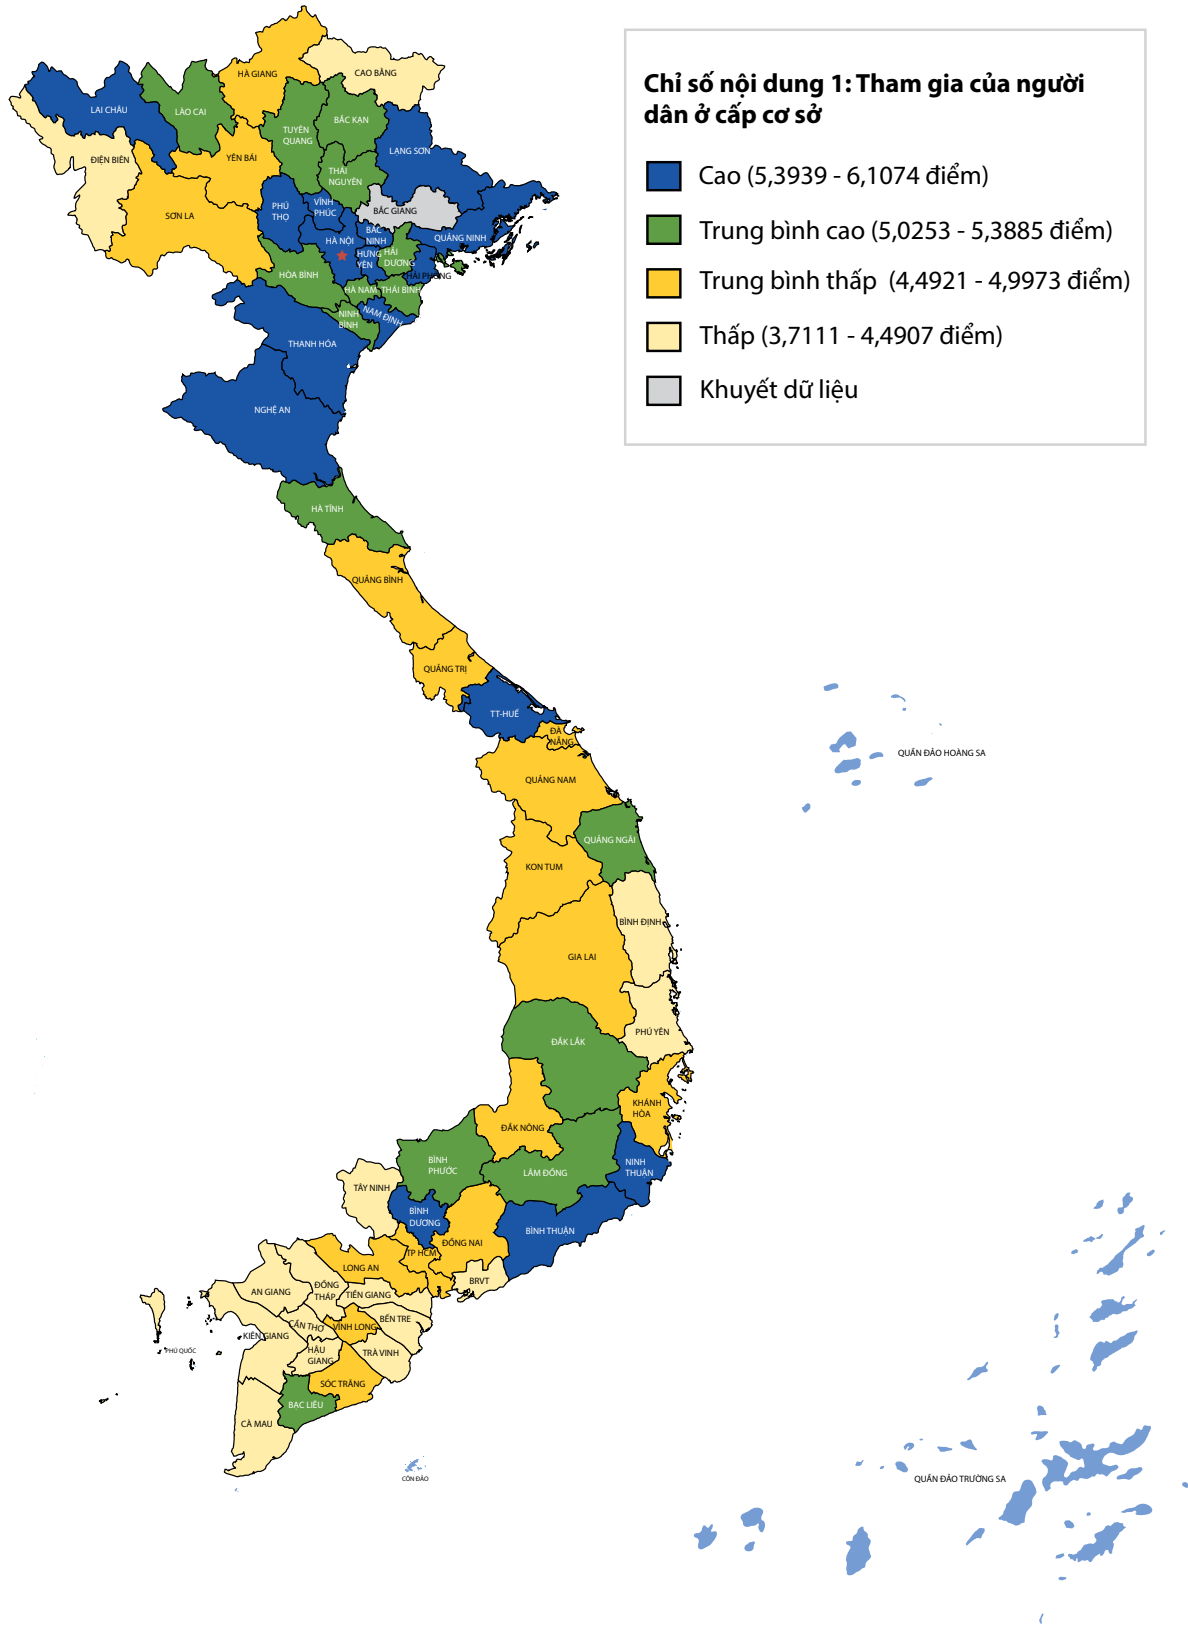 Chỉ số nội dung 1: Tham gia của người
dân ở cấp cơ sở
Cao (5,3939 - 6,1074 điểm)
Trung bình cao (5,0253 - 5,3885 điểm)
Trung bình thấp (4,4921 - 4,9973 điểm)
Thấp (3,7111 - 4,4907 điểm)
Khuyết dữ liệu
HÀ GIANG
CAO BẰNG
LAI CHÂU
LÀO CAI
BẮC KẠN
TUYÊN
QUANG
LẠNG SƠN
ĐIỆN BIÊN
YÊN BÁI
THÁI
NGUYÊN
SƠN LA
PHÚ
THỌ
VĨNH
PHÚC
BẮC GIANG
BẮC
NINH
HÀ NỘI
QUẢNG NINH
HƯNG
YÊN
HẢI
DƯƠNG
HẢI PHÒNG
HÒA BÌNH
HÀ NAM
THÁI BÌNH
NINH
BÌNH
NAM ĐỊNH
THANH HÓA
NGHỆ AN
HÀ TĨNH
QUẢNG BÌNH
QUẢNG TRỊ
TT-HUẾ
ĐÀ
NẴNG
QUẦN ĐẢO HOÀNG SA
QUẢNG NAM
QUẢNG NGÃI
KON TUM
BÌNH ĐỊNH
GIA LAI
PHÚ YÊN
ĐẮK LẮK
KHÁNH
HÒA
ĐẮK NÔNG
BÌNH
PHƯỚC
LÂM ĐỒNG
NINH
THUẬN
TÂY NINH
BÌNH
DƯƠNG
BÌNH THUẬN
ĐỒNG NAI
TP HCM
LONG AN
BRVT
AN GIANG
ĐỒNG
THÁP
TIỀN GIANG
BẾN TRE
CẦN THƠ
VĨNH LONG
KIÊN GIANG
PHÚ QUỐC
HẬU
GIANG
TRÀ VINH
SÓC TRĂNG
BẠC LIÊU
CÀ MAU
CÔN ĐẢO
QUẦN ĐẢO TRƯỜNG SA